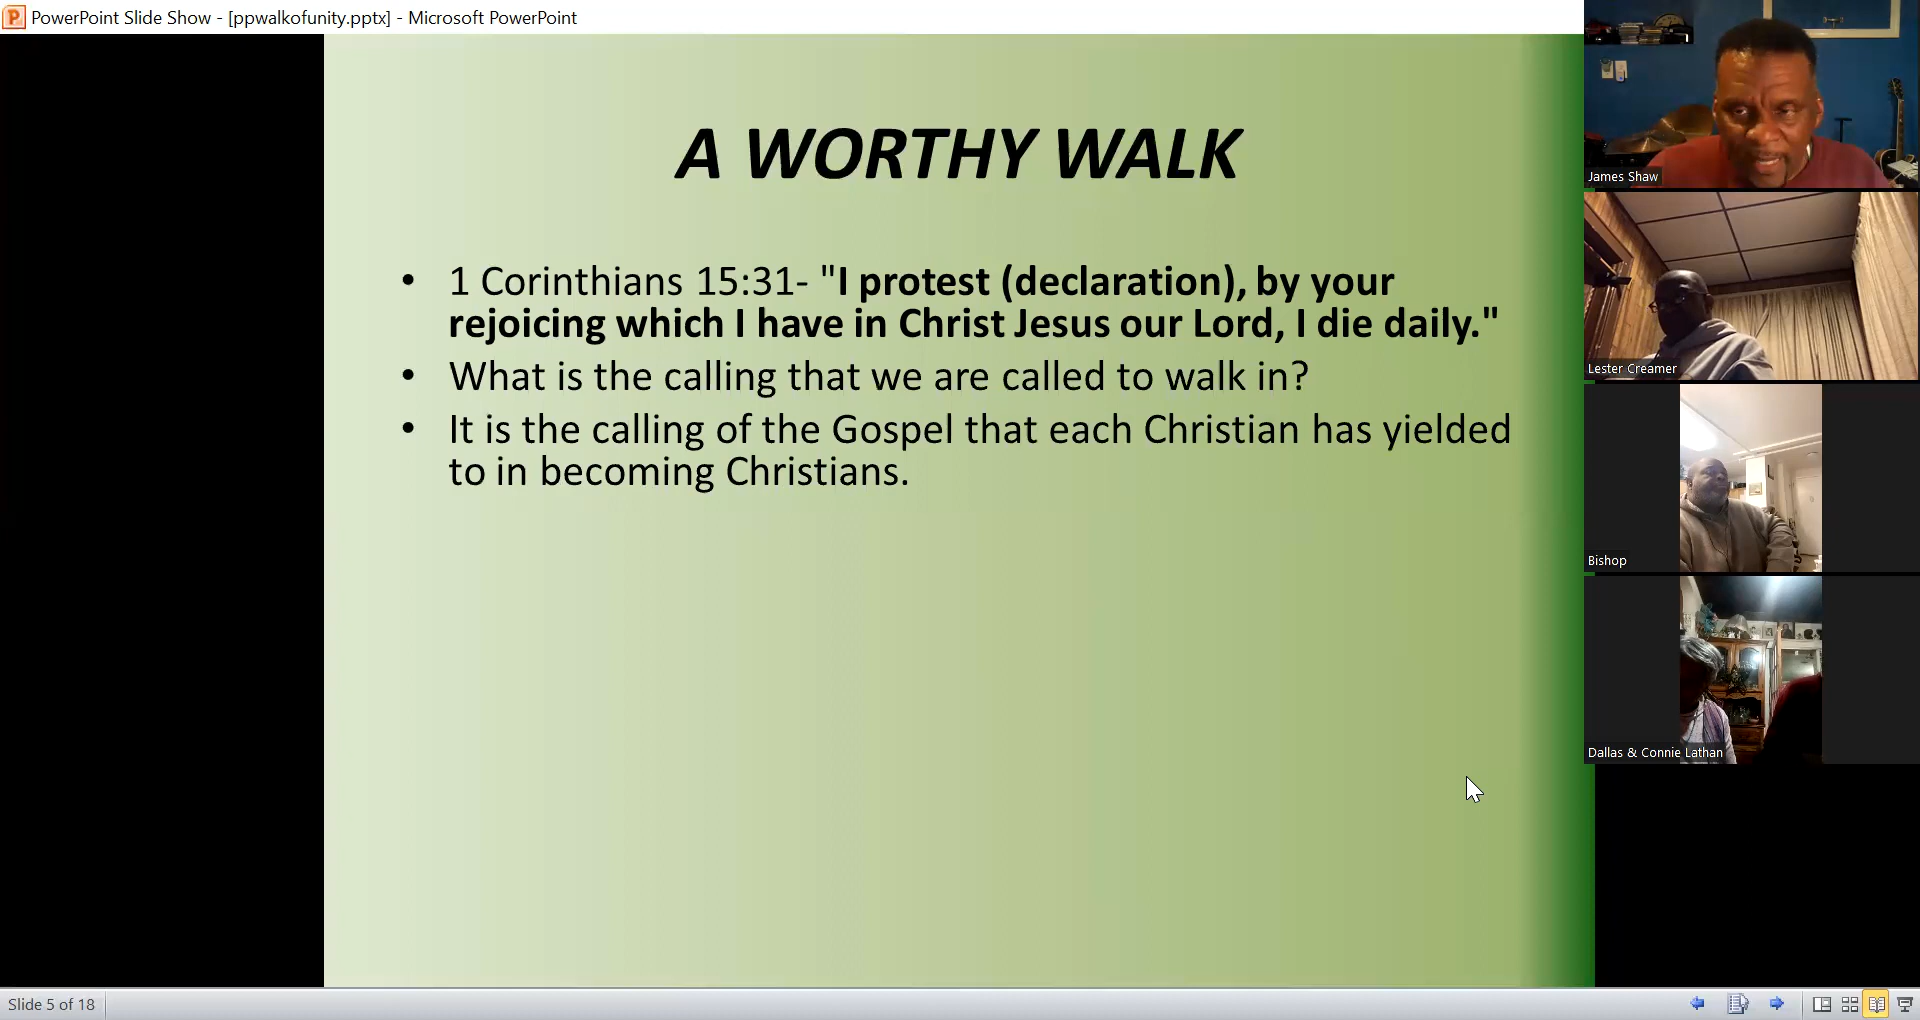 PowerPoint Slide Show - [ppwalkofunity.pptx] - Microsoft PowerPoint
A WORTHY WALK
• 1 Corinthians 15:31- "I protest (declaration), by your
rejoicing which I have in Christ Jesus our Lord, I die daily."
• What is the calling that we are called to walk in?
• It is the calling of the Gospel that each Christian has yielded
to in becoming Christians.
James Shaw
Lester Creamer
Bishop
Dallas & Connie Lathan
Slide 5 of 18